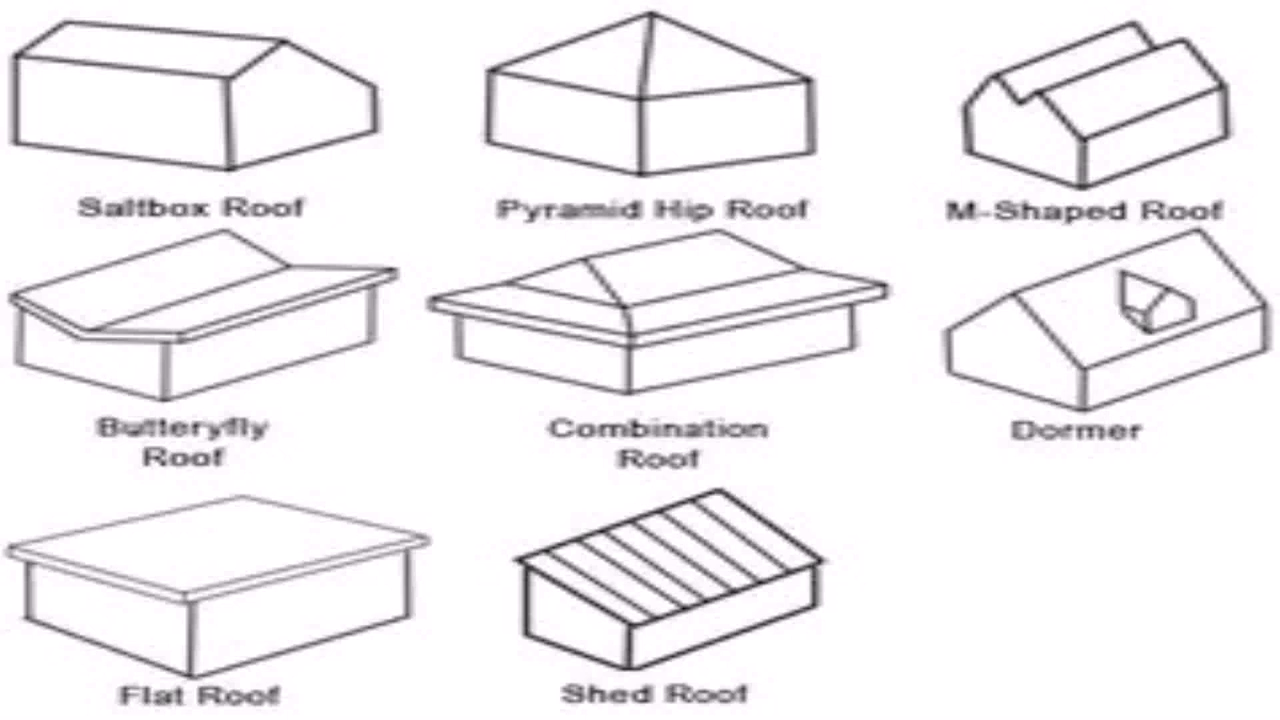 Saltbox Roof
Pyramid Hip Roof
M-Shaped Roof
Butteryfly
Roof
Combination
Roof
Dormer
Flat Roof
Shed Roof